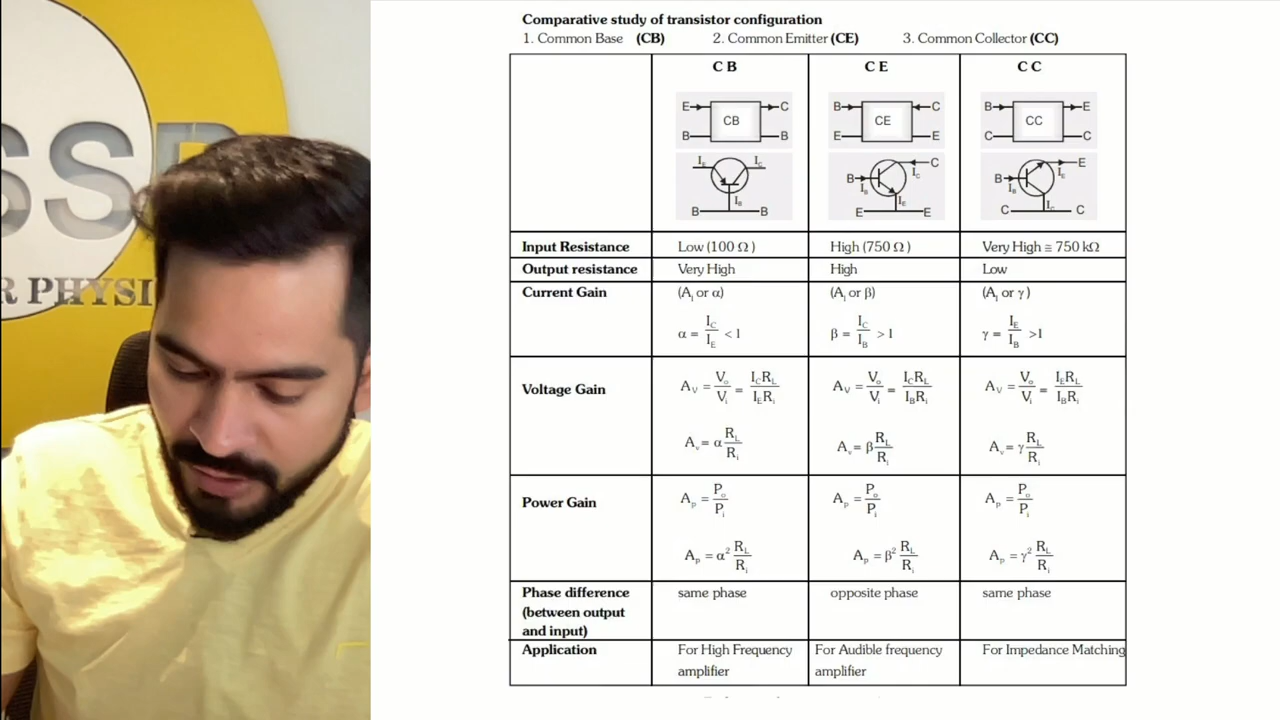 SSP
R PHYSI
Comparative study of transistor configuration
1. Common Base (CB) 2. Common Emitter (CE) 3. Common Collector (CC)
C B C E C C
E C B C B E
CB CE CC
B B E E C C
I_E I_C I_B B B
B I_B C I_C I_E E E
B I_B E I_E I_C C C
Input Resistance Low (100 Ω ) High (750 Ω ) Very High ≅ 750 kΩ
Output resistance Very High High Low
Current Gain (A_i or α) (A_i or β) (A_i or γ )
α = I_C / I_E < 1 β = I_C / I_B > 1 γ = I_E / I_B >1
Voltage Gain A_V = V_o / V_i = I_C R_L / I_E R_i A_V = V_o / V_i = I_C R_L / I_B R_i A_V = V_o / V_i = I_E R_L / I_B R_i
A_v = α R_L / R_i A_v = β R_L / R_i A_v = γ R_L / R_i
Power Gain A_p = P_o / P_i A_p = P_o / P_i A_p = P_o / P_i
A_p = α² R_L / R_i A_p = β² R_L / R_i A_p = γ² R_L / R_i
Phase difference same phase opposite phase same phase
(between output
and input)
Application For High Frequency For Audible frequency For Impedance Matching
amplifier amplifier